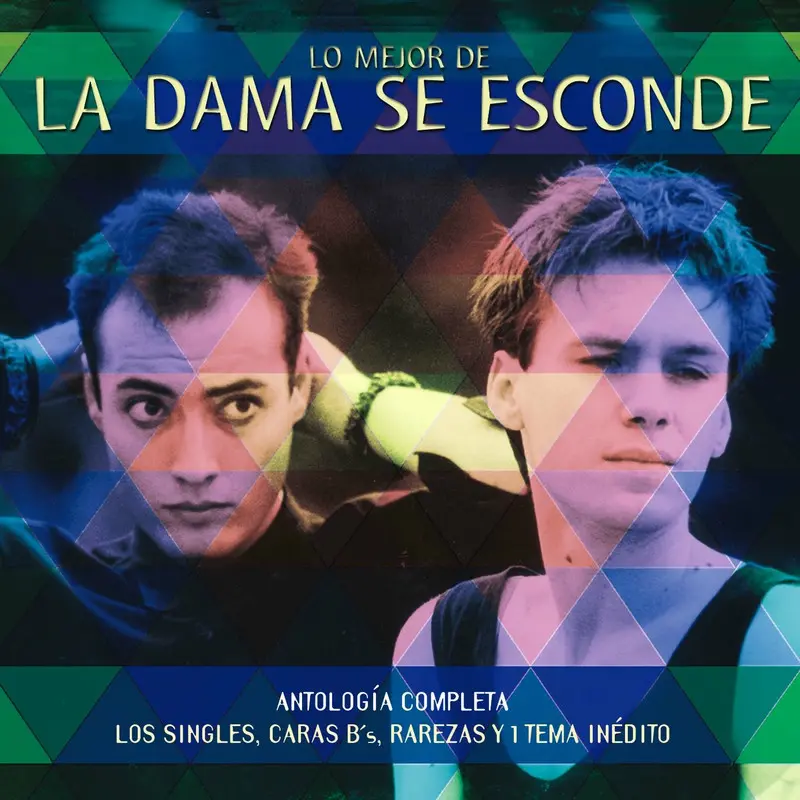 LO MEJOR DE
LA DAMA SE ESCONDE
ANTOLOGÍA COMPLETA
LOS SINGLES, CARAS B´s, RAREZAS Y 1 TEMA INÉDITO